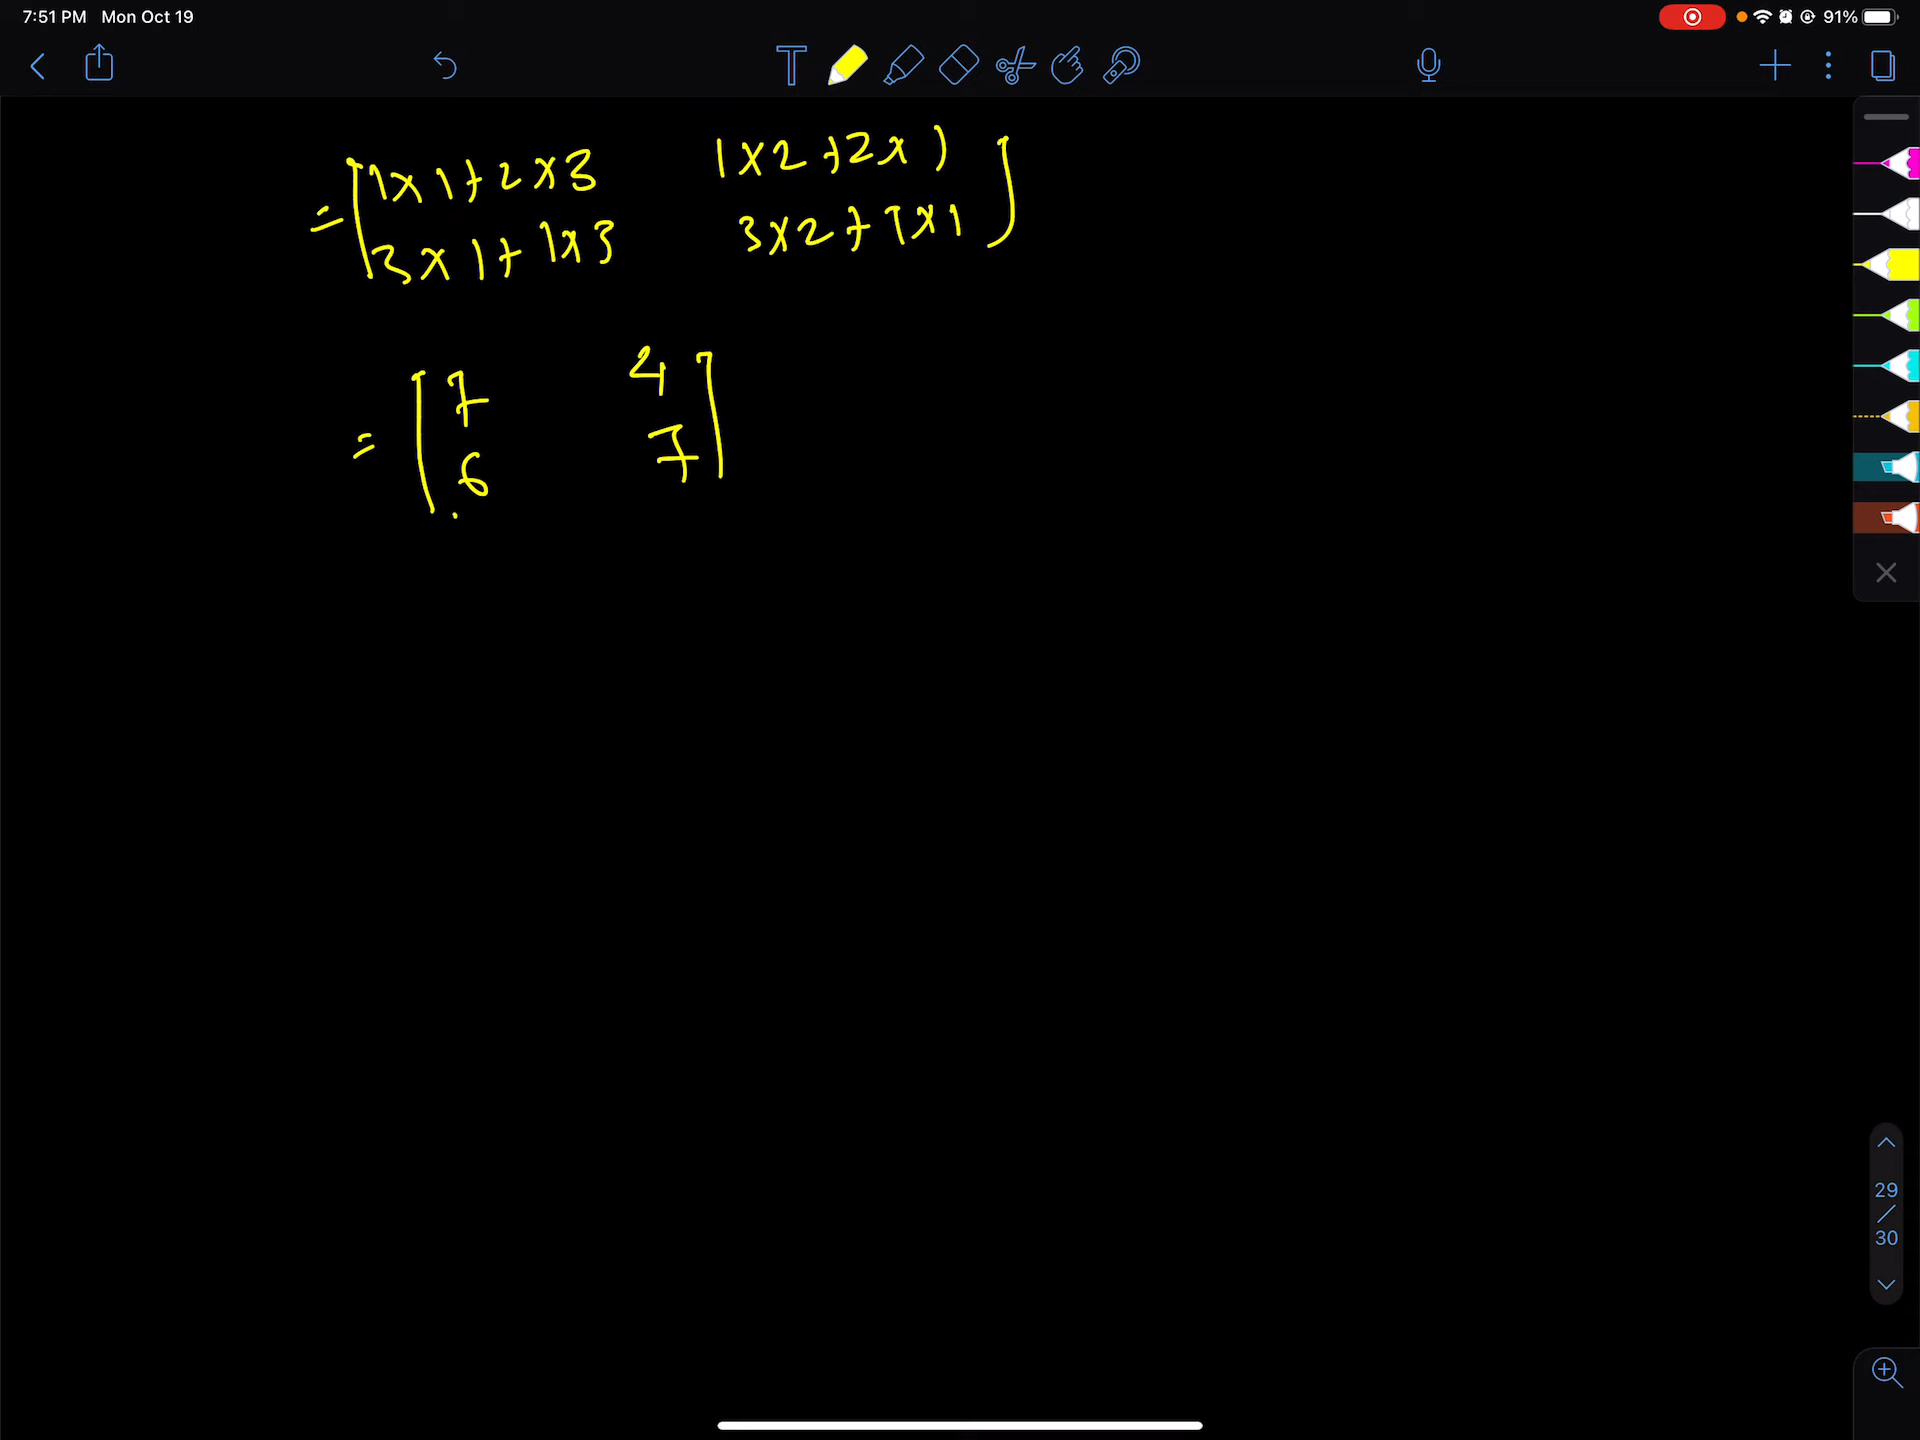 7:51 PM Mon Oct 19
91%
T
= [1x1+2x3 1x2+2x1]
[3x1+1x3 3x2+1x1]
= [7 4]
[6 7]
29
/
30